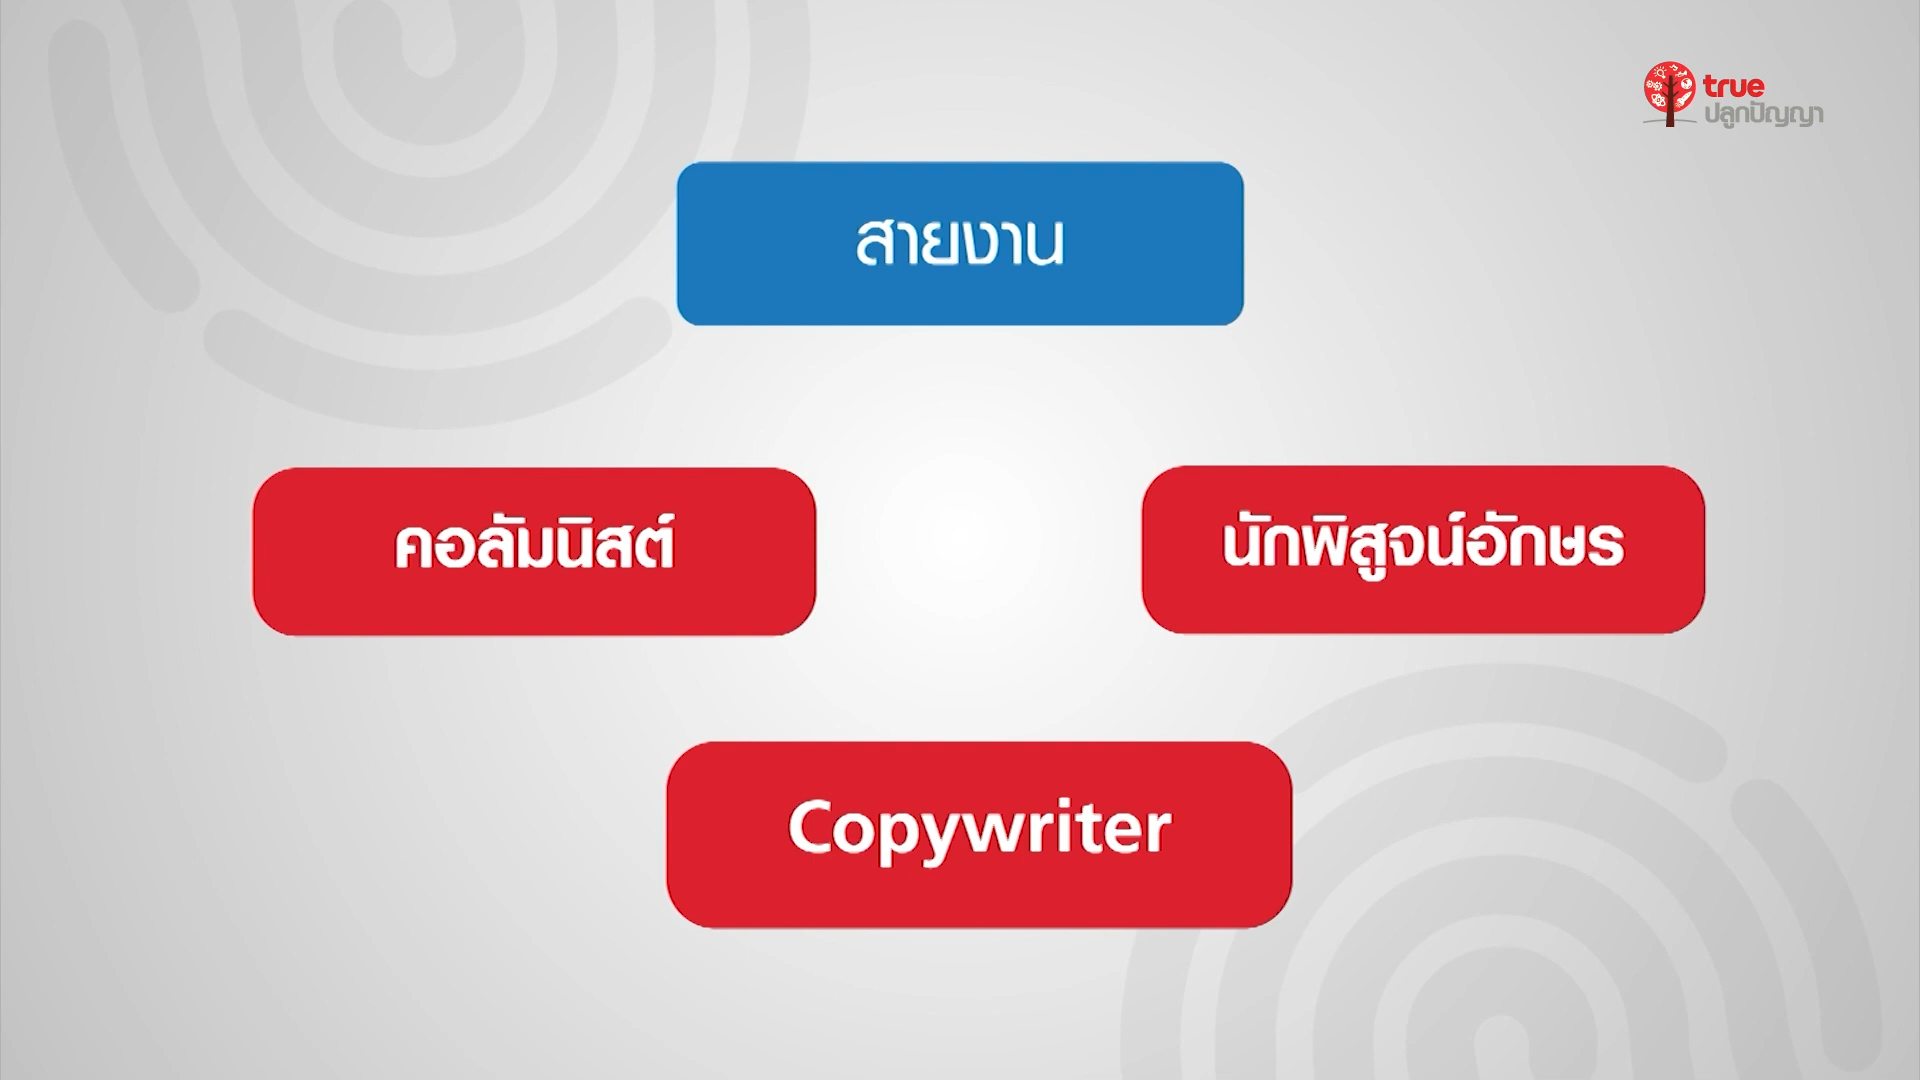 true
ปลูกปัญญา
สายงาน
คอลัมนิสต์
นักพิสูจน์อักษร
Copywriter